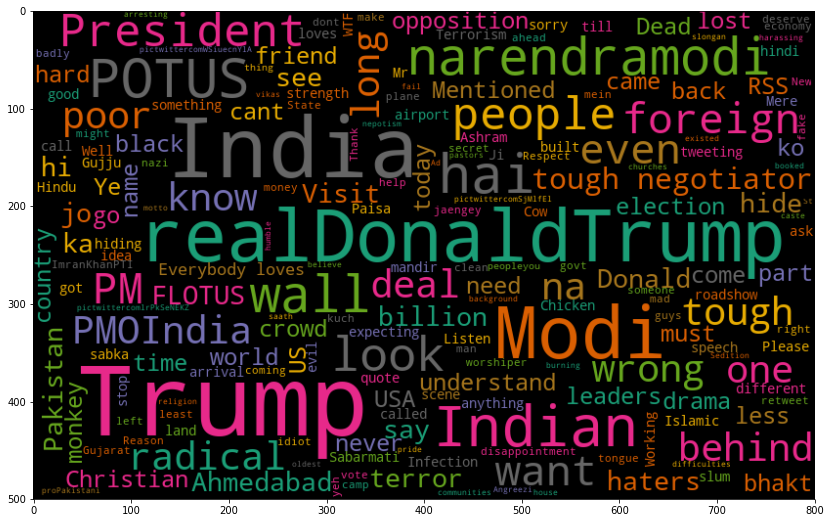 0
100
200
300
400
500
0 100 200 300 400 500 600 700 800
arresting
President
pictwittercomWSiuecnY1A
POTUS
friend
see
loves
dont
WTF
make
long
opposition
Terrorism
sorry
ahead
till
Dead
lost
slogan
hindi
deserve
economy
harassing
narendramodi
badly
thing
hard
good
something
strength
cant
State
vikas
Mr
plane
fail
mein
Mentioned
came
back
RSS
New
Mere
fake
poor
might
India
nepotism
Thank
airport
people
secret
built
existed
foreign
call
Well
black
Ashram
Ji
tweeting
even
ko
hi
Gujju
nazi
name
Hindu
Ye
know
money
Visit
help
today
hai
Ad
pastors
Respect
churches
booked
tough negotiator
pictwittercomSjM1fE1
jo
go
motto
humble
Paisa
jaengey
Cow
election
hide
caste
st
ask
ka
hiding
idea
realDonaldTrump
country
ImranKhanPTI
Everybody loves
believe
mandir
clean
peopleyou
govt
Donald
come
part
got
PM
FLOTUS
wall
deal
need
na
someone
mad
roadshow
pictwittercom1rPkSeNEKZ
background
saath
kuch
billion
Chicken
guys
tough
PMOIndia
crowd
expecting
Listen
Modi
must
right
Pakistan
sabka
time
world
US
evil
look
man
speech
Sedition
Please
monkey
stop
arrival
coming
worshiper
burning
wrong
one
religion
Trump
quote
scene
understand
leaders
different
retweet
left
least
USA
called
anything
drama
Islamic
less
Reason
land
idiot
never
say
Indian
Working
behind
Gujarat
radical
Sabarmati
pride
disappointment
tongue
Christian
Ahmedabad
oldest
yeh
vote
camp
Infection
terror
want
difficulties
haters
slum
bhakt
proPakistani
communities
Angreezi
house